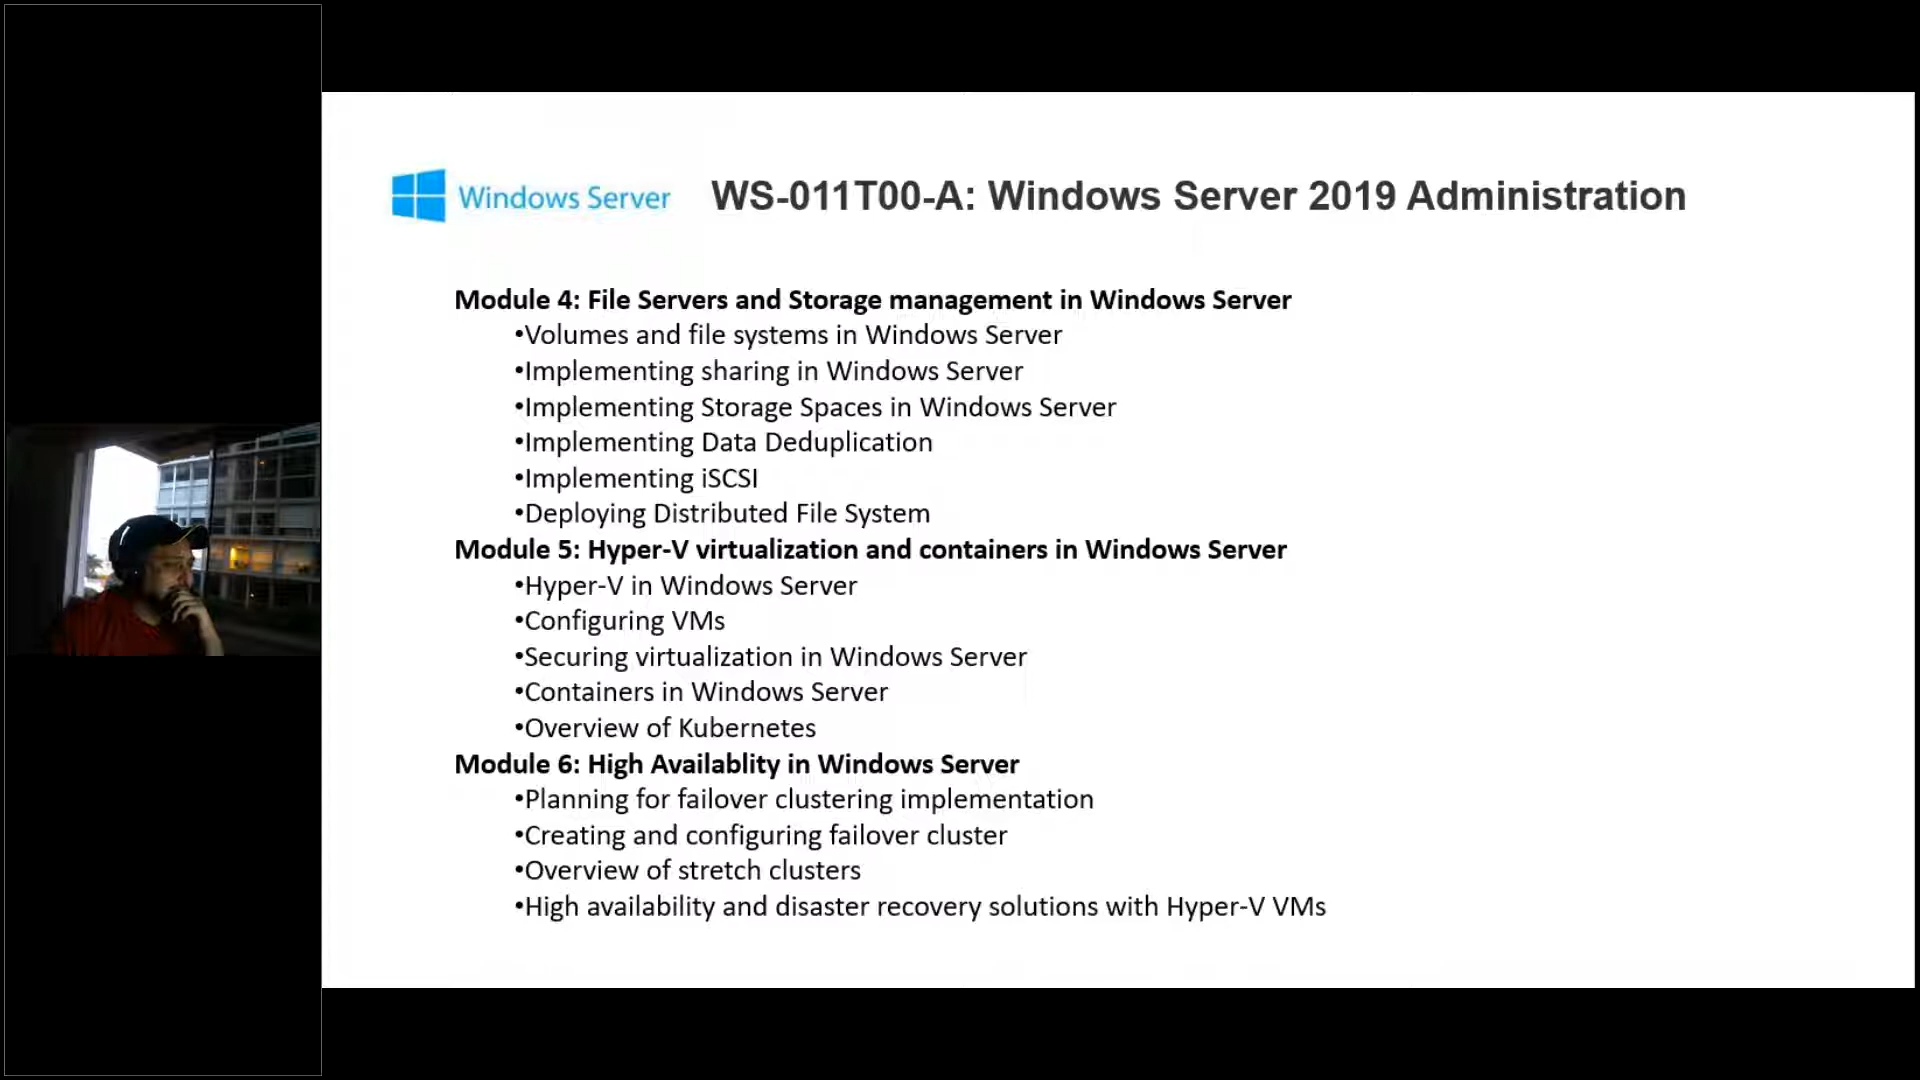 Windows Server
WS-011T00-A: Windows Server 2019 Administration
Module 4: File Servers and Storage management in Windows Server
•Volumes and file systems in Windows Server
•Implementing sharing in Windows Server
•Implementing Storage Spaces in Windows Server
•Implementing Data Deduplication
•Implementing iSCSI
•Deploying Distributed File System
Module 5: Hyper-V virtualization and containers in Windows Server
•Hyper-V in Windows Server
•Configuring VMs
•Securing virtualization in Windows Server
•Containers in Windows Server
•Overview of Kubernetes
Module 6: High Availablity in Windows Server
•Planning for failover clustering implementation
•Creating and configuring failover cluster
•Overview of stretch clusters
•High availability and disaster recovery solutions with Hyper-V VMs